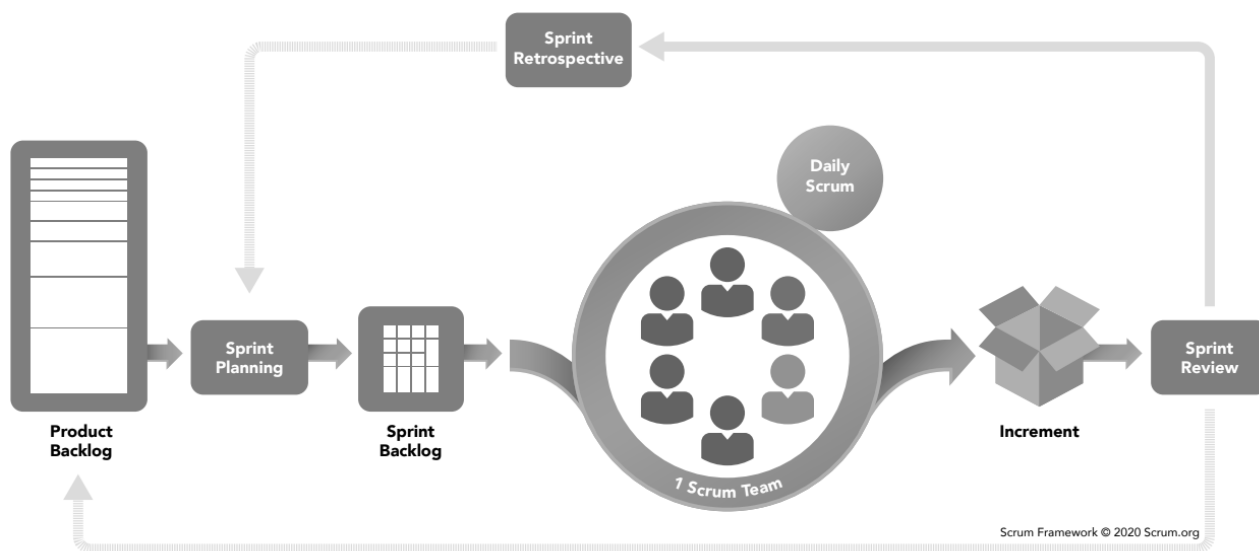 Sprint
Retrospective
Daily
Scrum
Sprint
Planning
Sprint
Review
Product
Backlog
Sprint
Backlog
Increment
1 Scrum Team
Scrum Framework © 2020 Scrum.org